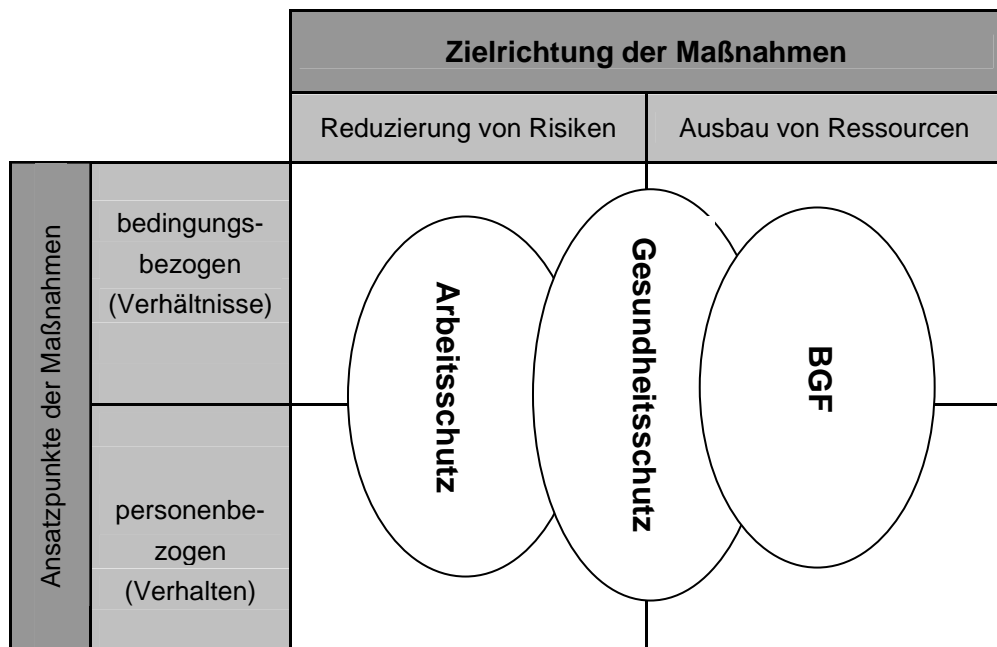 Zielrichtung der Maßnahmen
Reduzierung von Risiken
Ausbau von Ressourcen
Ansatzpunkte der Maßnahmen
bedingungs-
bezogen
(Verhältnisse)
personenbe-
zogen
(Verhalten)
Arbeitsschutz
Gesundheitsschutz
BGF